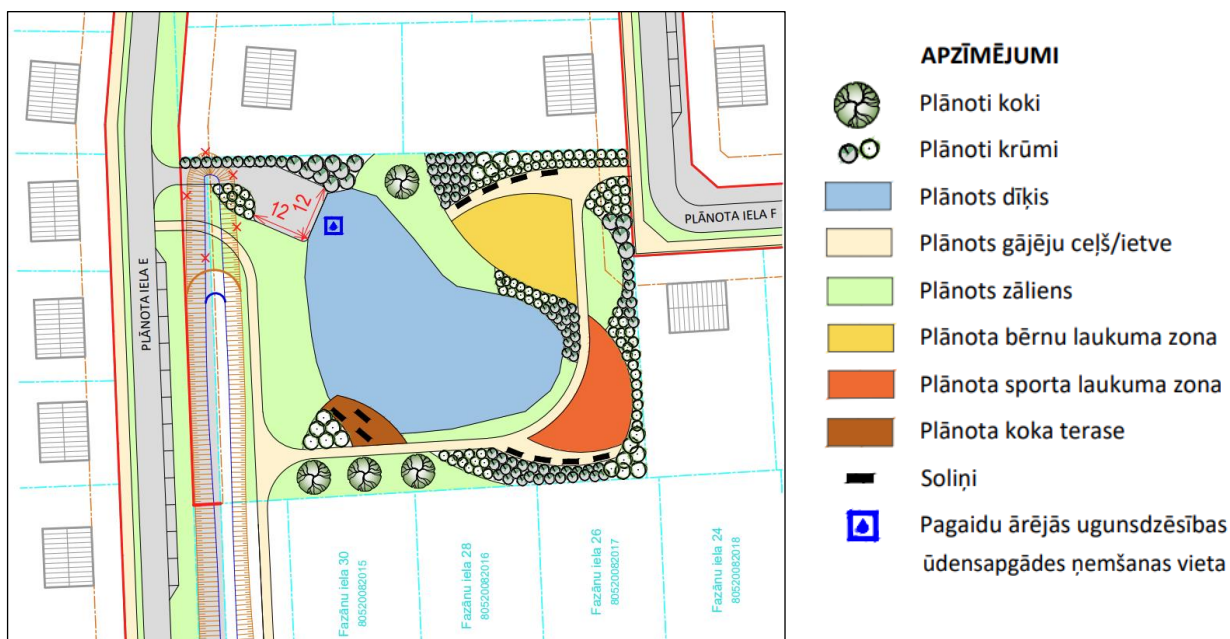 12
12
PLĀNOTA IELA E
PLĀNOTA IELA F
Fazānu iela 30
80520082015
Fazānu iela 28
80520082016
Fazānu iela 26
80520082017
Fazānu iela 24
80520082018
APZĪMĒJUMI
Plānoti koki
Plānoti krūmi
Plānots dīķis
Plānots gājēju ceļš/ietve
Plānots zāliens
Plānota bērnu laukuma zona
Plānota sporta laukuma zona
Plānota koka terase
Soliņi
Pagaidu ārējās ugunsdzēsības
ūdensapgādes ņemšanas vieta